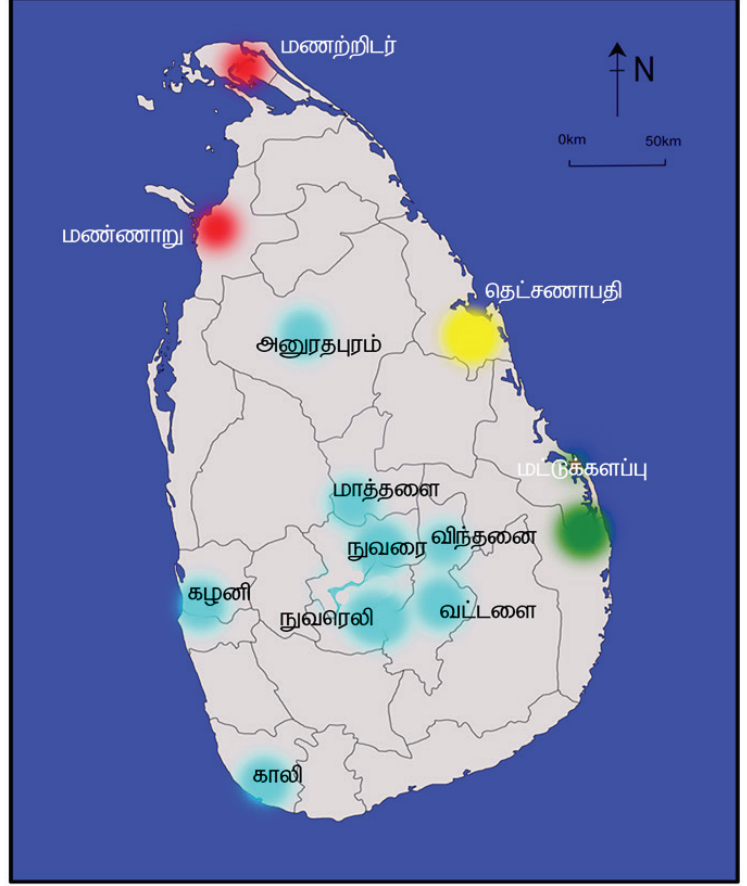 மணற்றிடர்
N
0km 50km
மண்ணாறு
தெட்சணாபதி
அனுரதபுரம்
மட்டுக்களப்பு
மாத்தளை
நுவரை விந்தனை
கழனி
நுவரெலி வட்டளை
காலி